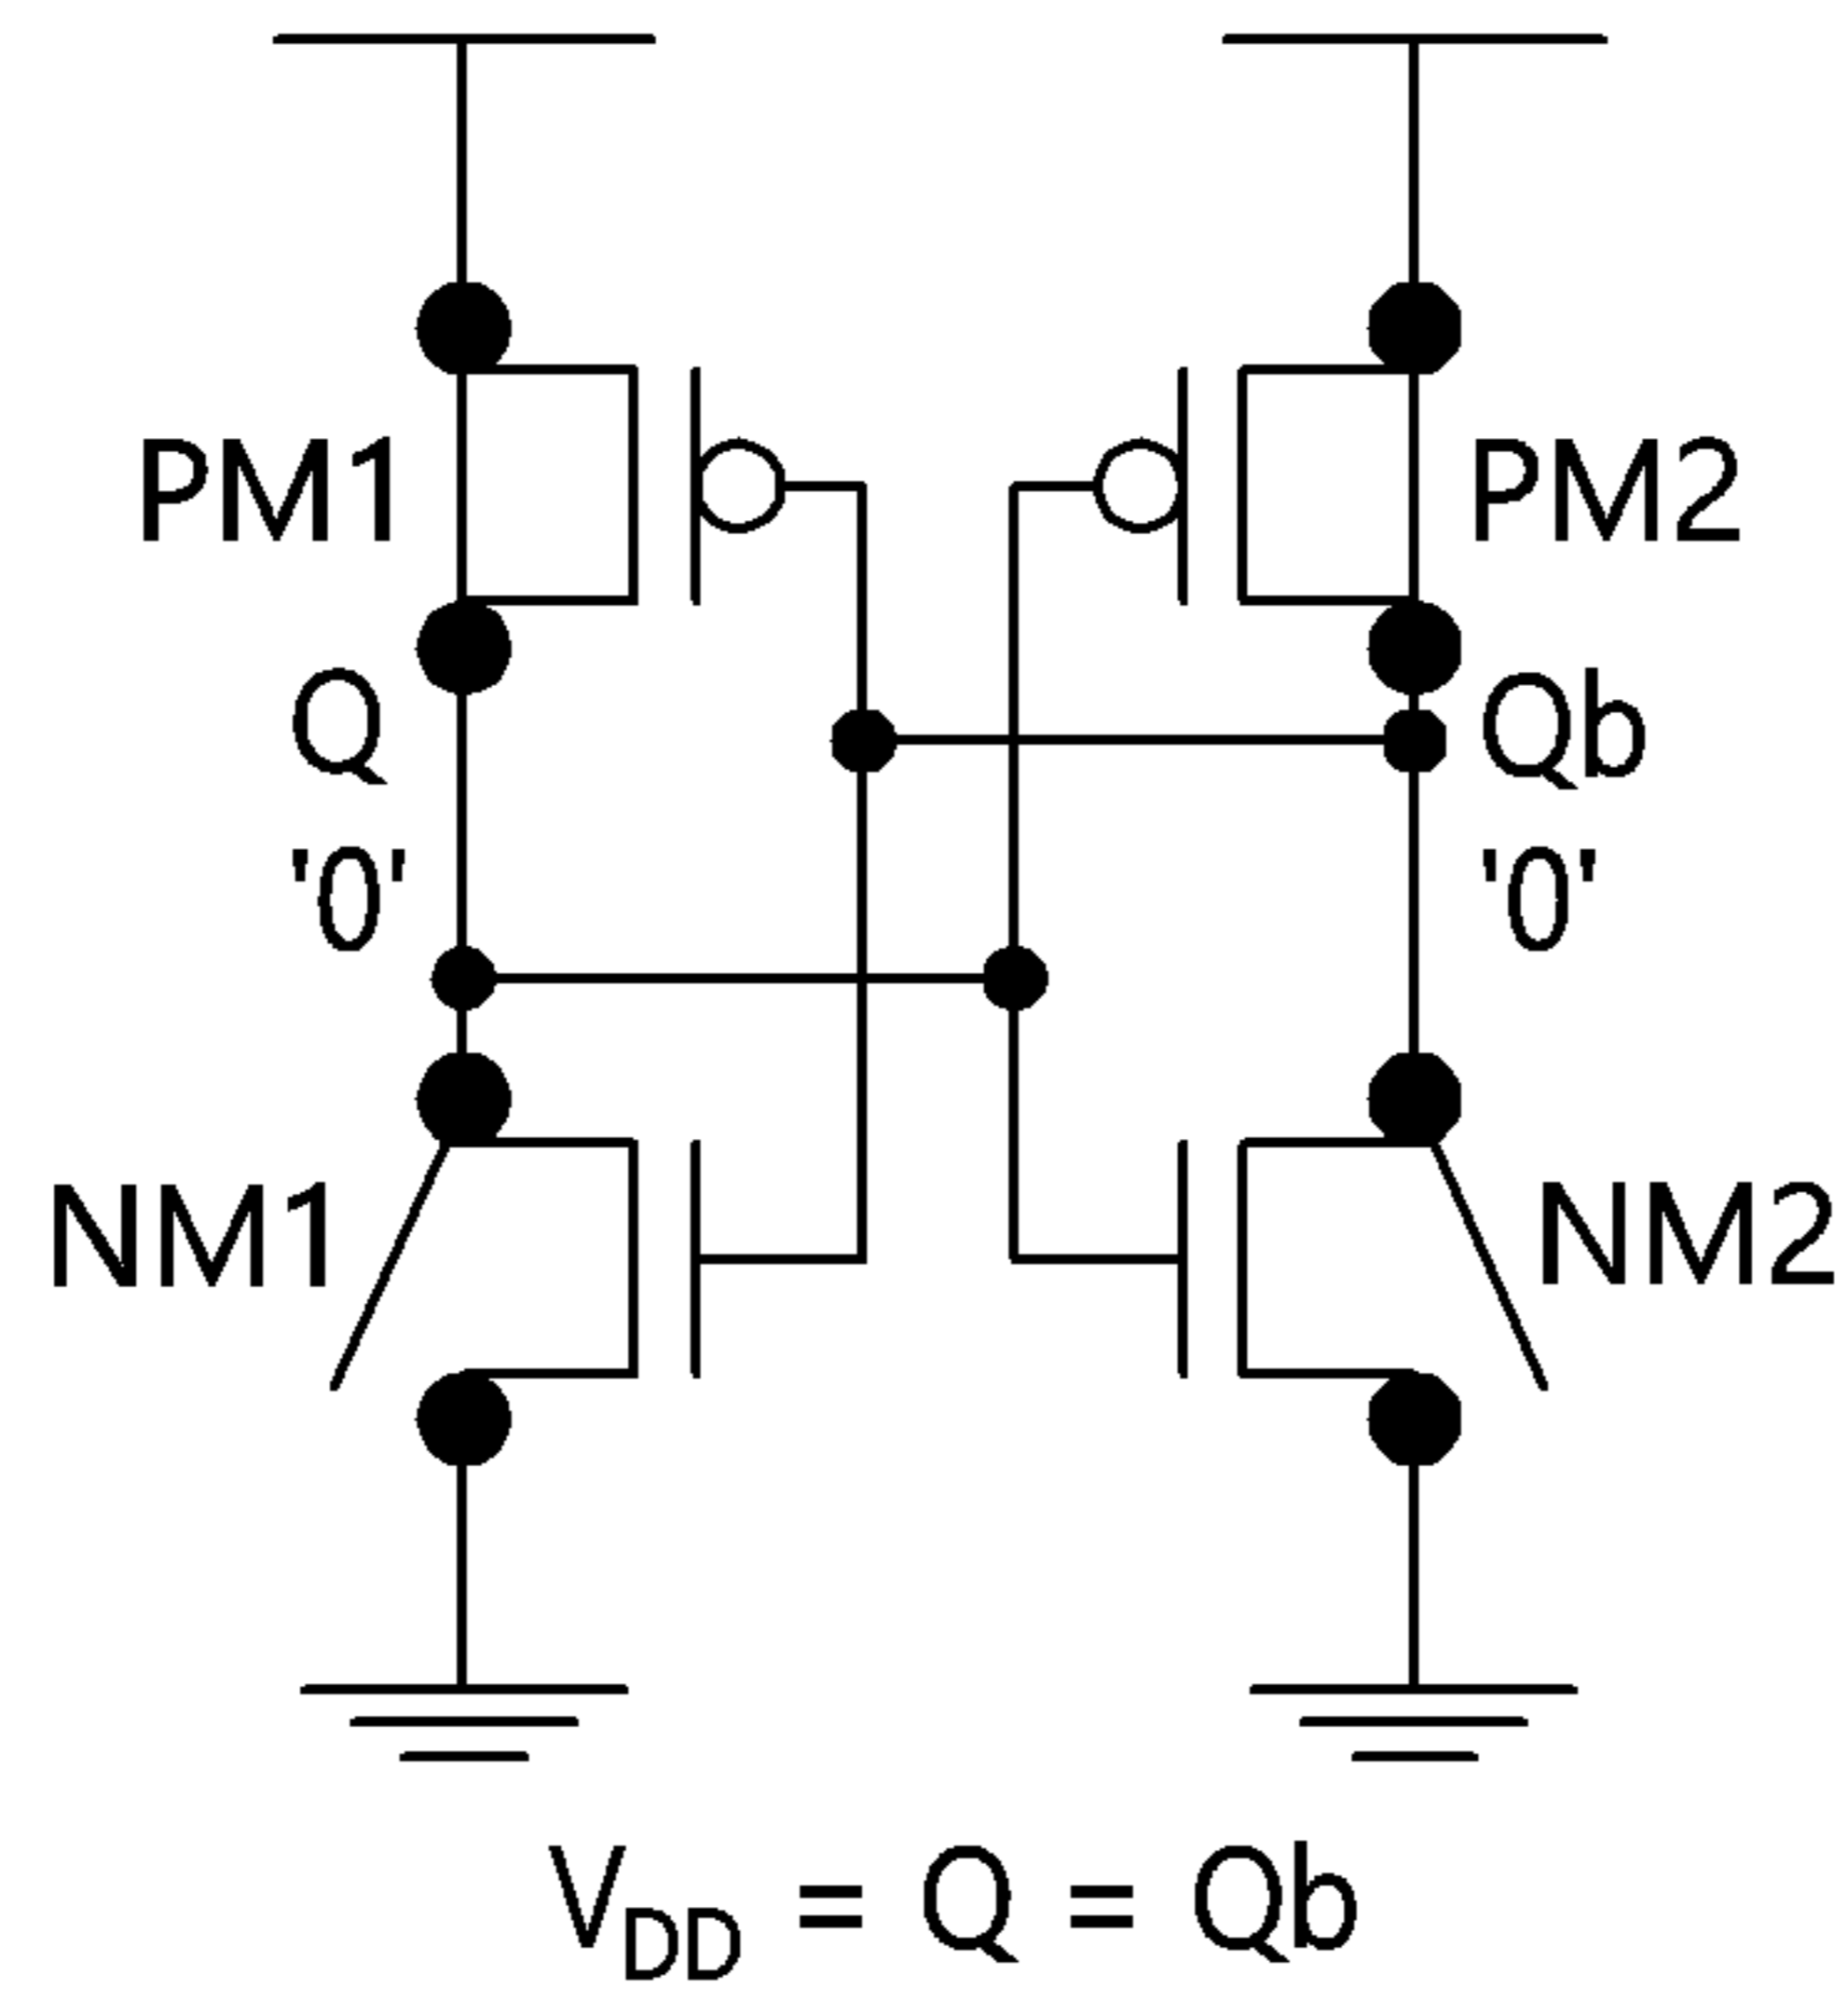 PM1 PM2
Q Qb
'0' '0'
NM1 NM2
VDD = Q = Qb